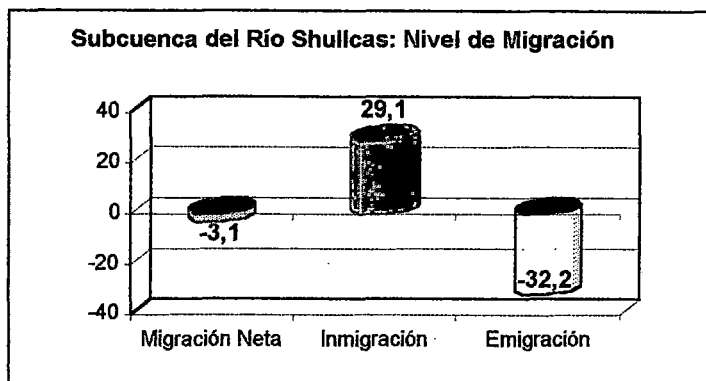 Subcuenca del Río Shullcas: Nivel de Migración
40
20
0
-20
-40
-3,1
29,1
-32,2
Migración Neta
Inmigración
Emigración